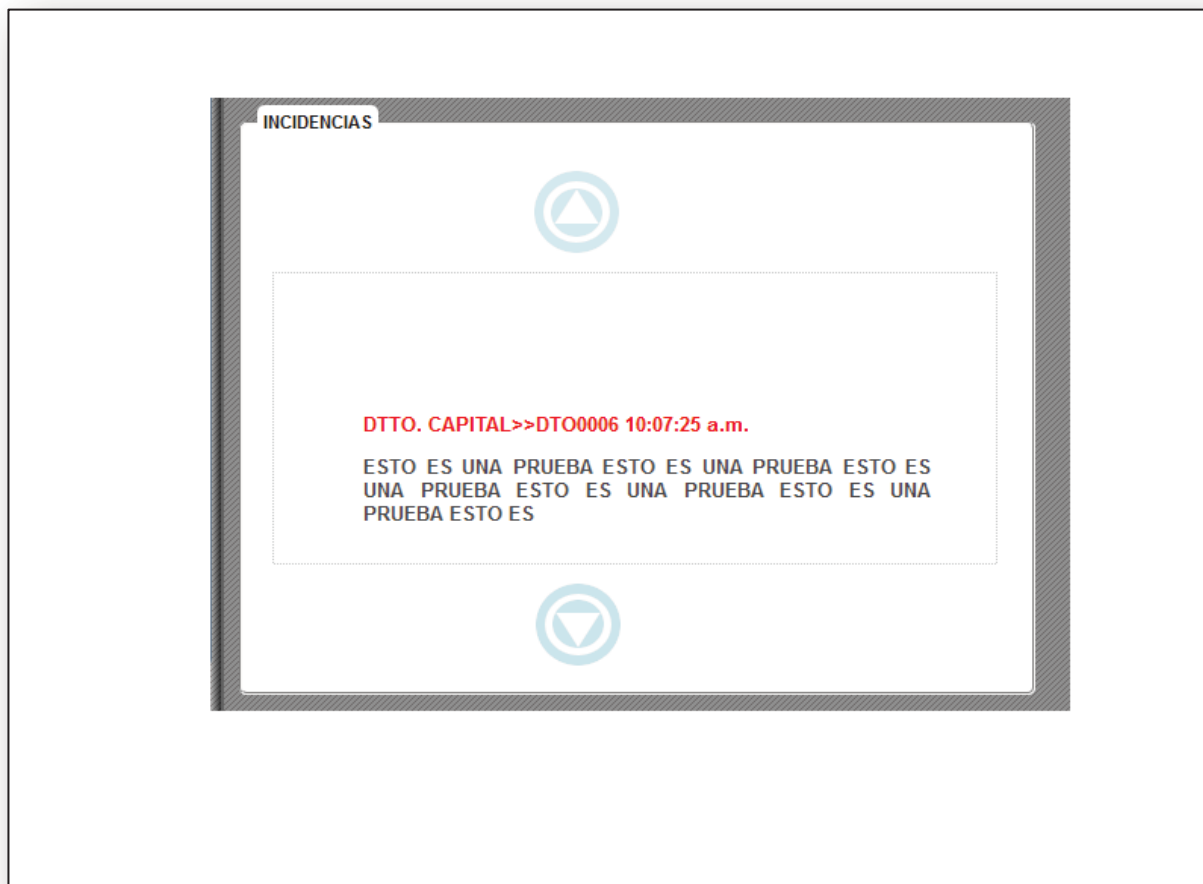 INCIDENCIAS
DTTO. CAPITAL>>DTO0006 10:07:25 a.m.
ESTO ES UNA PRUEBA ESTO ES UNA PRUEBA ESTO ES
UNA PRUEBA ESTO ES UNA PRUEBA ESTO ES UNA
PRUEBA ESTO ES